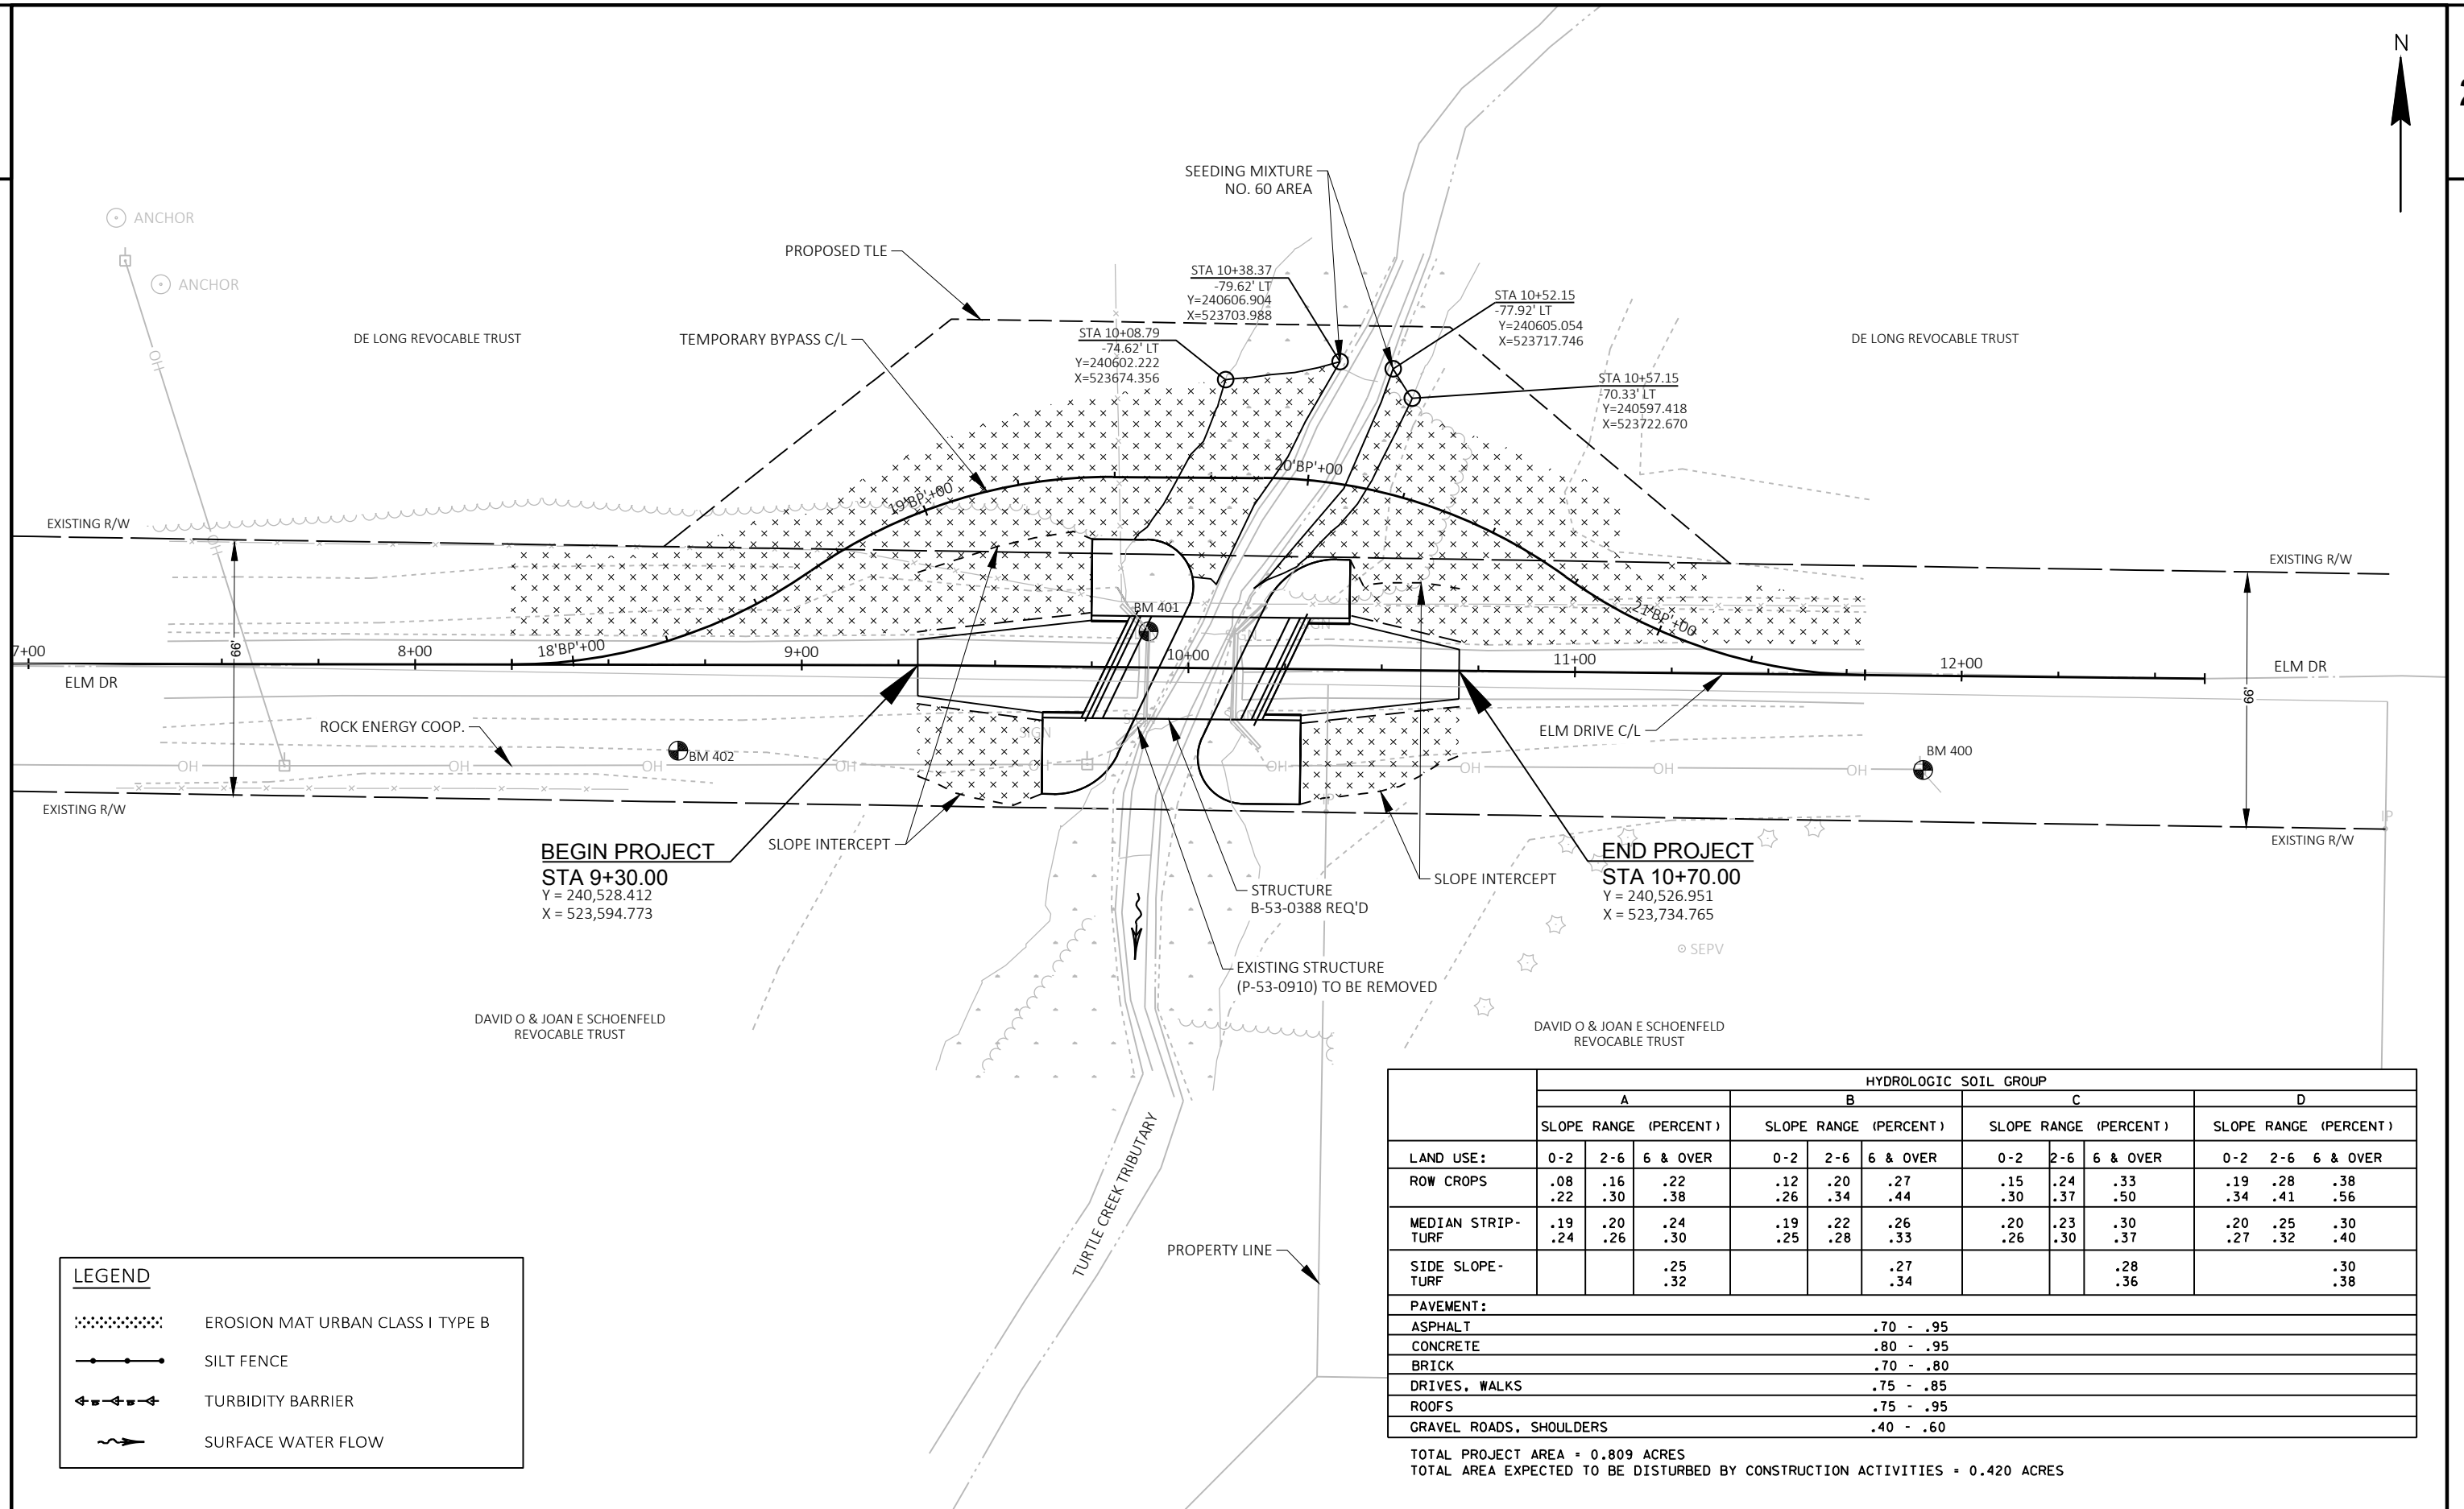 N
SEEDING MIXTURE
NO. 60 AREA
ANCHOR
ANCHOR
PROPOSED TLE
STA 10+38.37
-79.62' LT
Y=240606.904
X=523703.988
STA 10+52.15
-77.92' LT
Y=240605.054
X=523717.746
DE LONG REVOCABLE TRUST
TEMPORARY BYPASS C/L
STA 10+08.79
-74.62' LT
Y=240602.222
X=523674.356
DE LONG REVOCABLE TRUST
OH
STA 10+57.15
-70.33' LT
Y=240597.418
X=523722.670
20'BP'+00
19'BP'+00
EXISTING R/W
OH
EXISTING R/W
BM 401
SIGN
21'BP'+00
7+00
66'
8+00
18'BP'+00
9+00
10+00
11+00
12+00
ELM DR
ELM DR
66'
ROCK ENERGY COOP.
SIGN
ELM DRIVE C/L
BM 402
BM 400
OH
OH
OH
OH
OH
OH
OH
OH
OH
EXISTING R/W
IP
IP
EXISTING R/W
BEGIN PROJECT
STA 9+30.00
Y = 240,528.412
X = 523,594.773
SLOPE INTERCEPT
SLOPE INTERCEPT
END PROJECT
STA 10+70.00
Y = 240,526.951
X = 523,734.765
STRUCTURE
B-53-0388 REQ'D
SEPV
EXISTING STRUCTURE
(P-53-0910) TO BE REMOVED
DAVID O & JOAN E SCHOENFELD
REVOCABLE TRUST
DAVID O & JOAN E SCHOENFELD
REVOCABLE TRUST
TURTLE CREEK TRIBUTARY
PROPERTY LINE
HYDROLOGIC SOIL GROUP
A B C D
SLOPE RANGE (PERCENT) SLOPE RANGE (PERCENT) SLOPE RANGE (PERCENT) SLOPE RANGE (PERCENT)
LAND USE: 0-2 2-6 6 & OVER 0-2 2-6 6 & OVER 0-2 2-6 6 & OVER 0-2 2-6 6 & OVER
ROW CROPS .08 .16 .22 .12 .20 .27 .15 .24 .33 .19 .28 .38
.22 .30 .38 .26 .34 .44 .30 .37 .50 .34 .41 .56
MEDIAN STRIP- .19 .20 .24 .19 .22 .26 .20 .23 .30 .20 .25 .30
TURF .24 .26 .30 .25 .28 .33 .26 .30 .37 .27 .32 .40
SIDE SLOPE- .25 .27 .28 .30
TURF .32 .34 .36 .38
PAVEMENT:
ASPHALT .70 - .95
CONCRETE .80 - .95
BRICK .70 - .80
DRIVES, WALKS .75 - .85
ROOFS .75 - .95
GRAVEL ROADS, SHOULDERS .40 - .60
TOTAL PROJECT AREA = 0.809 ACRES
TOTAL AREA EXPECTED TO BE DISTURBED BY CONSTRUCTION ACTIVITIES = 0.420 ACRES
LEGEND
EROSION MAT URBAN CLASS I TYPE B
SILT FENCE
TURBIDITY BARRIER
SURFACE WATER FLOW